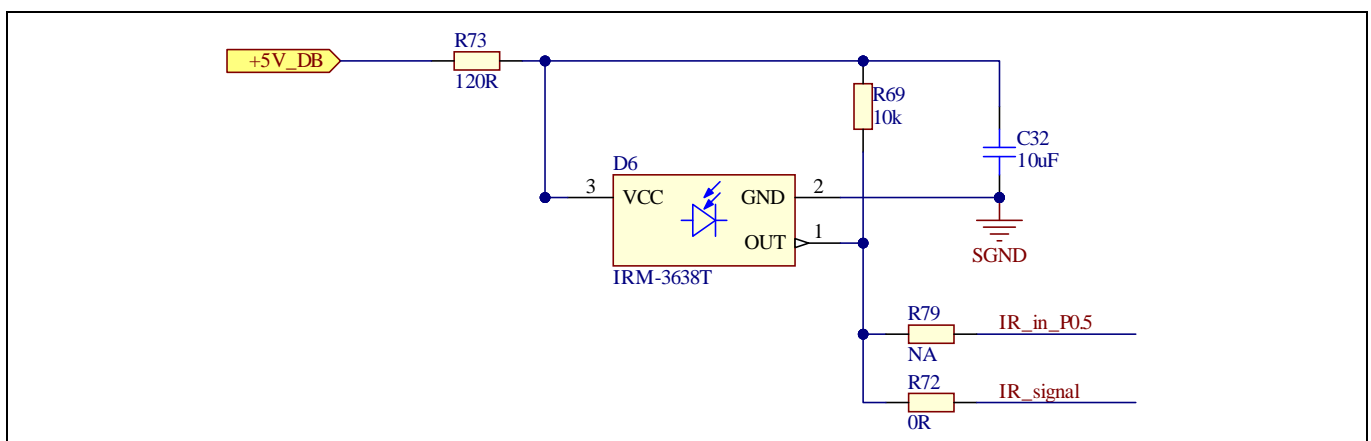 R73
+5V_DB
120R
R69
10k
C32
10uF
D6
3 VCC GND 2
OUT 1
SGND
IRM-3638T
R79
IR_in_P0.5
NA
R72
IR_signal
0R